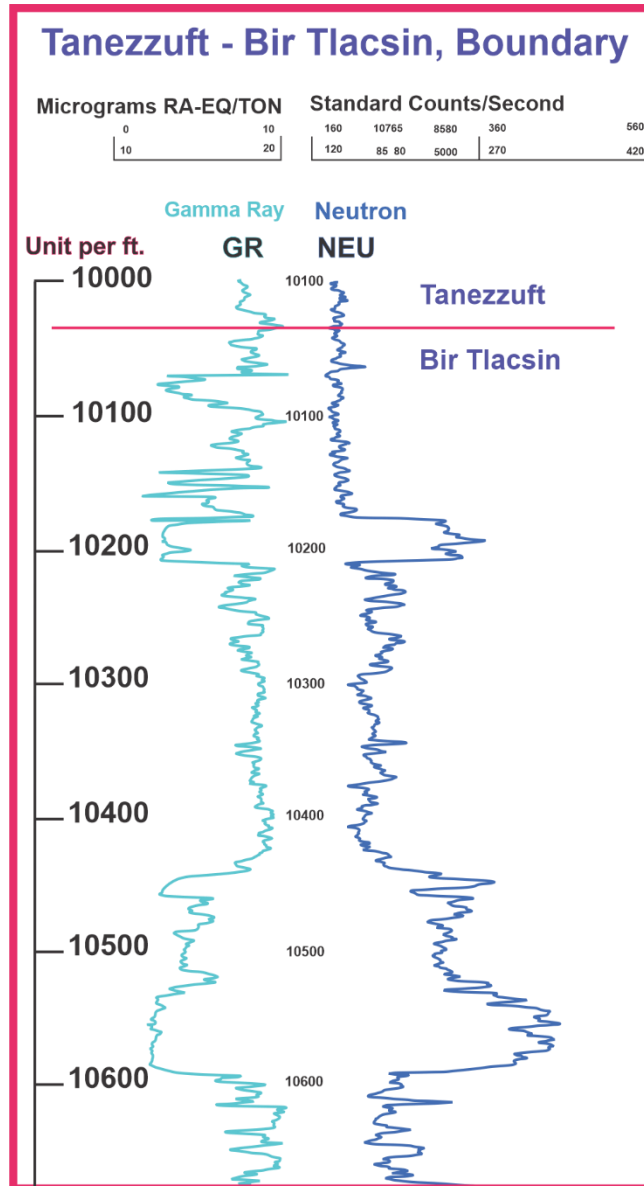 Tanezzuft - Bir Tlacsin, Boundary
Micrograms RA-EQ/TON Standard Counts/Second
0 10 160 10765 8580 360 560
10 20 120 85 80 5000 270 420
Gamma Ray Neutron
Unit per ft. GR NEU
10000 10100 Tanezzuft
Bir Tlacsin
10100 10100
10200 10200
10300 10300
10400 10400
10500 10500
10600 10600